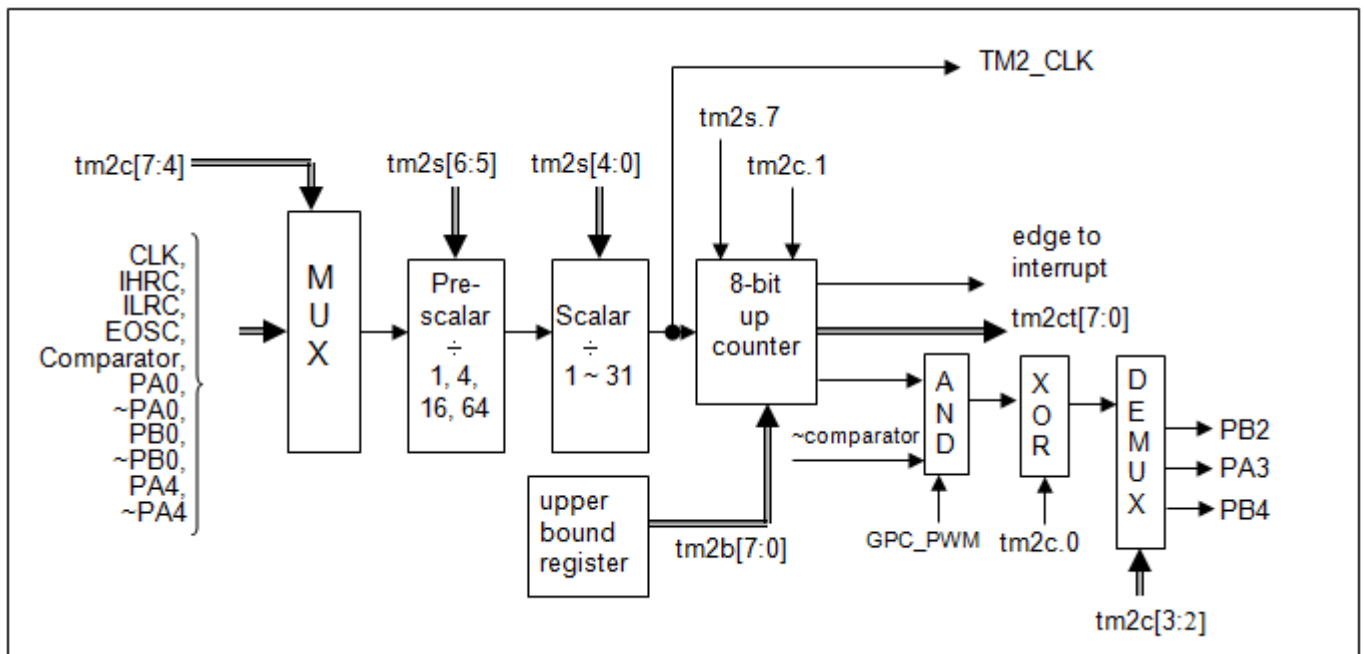 TM2_CLK
tm2s.7
tm2c[7:4]
tm2s[6:5]
tm2s[4:0]
tm2c.1
CLK,
IHRC,
ILRC,
EOSC,
Comparator,
PA0,
~PA0,
PB0,
~PB0,
PA4,
~PA4
M
U
X
Pre-
scalar
÷
1, 4,
16, 64
Scalar
÷
1 ~ 31
8-bit
up
counter
edge to
interrupt
tm2ct[7:0]
upper
bound
register
tm2b[7:0]
~comparator
A
N
D
GPC_PWM
X
O
R
tm2c.0
D
E
M
U
X
PB2
PA3
PB4
tm2c[3:2]